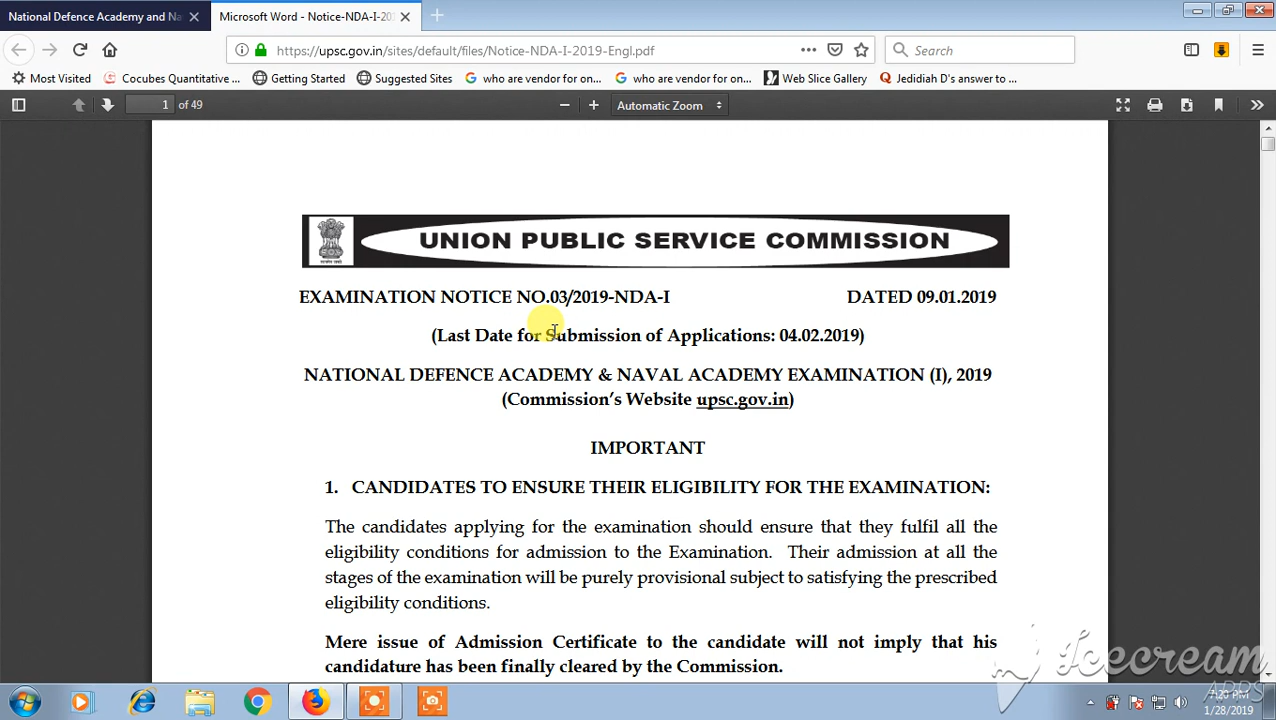 National Defence Academy and Na
Microsoft Word - Notice-NDA-I-201
https://upsc.gov.in/sites/default/files/Notice-NDA-I-2019-Engl.pdf
Search
Most Visited
Cocubes Quantitative ...
Getting Started
Suggested Sites
who are vendor for on...
who are vendor for on...
Web Slice Gallery
Jedidiah D's answer to ...
1 of 49
Automatic Zoom
UNION PUBLIC SERVICE COMMISSION
EXAMINATION NOTICE NO.03/2019-NDA-I DATED 09.01.2019
(Last Date for Submission of Applications: 04.02.2019)
NATIONAL DEFENCE ACADEMY & NAVAL ACADEMY EXAMINATION (I), 2019
(Commission's Website upsc.gov.in)
IMPORTANT
1. CANDIDATES TO ENSURE THEIR ELIGIBILITY FOR THE EXAMINATION:
The candidates applying for the examination should ensure that they fulfil all the
eligibility conditions for admission to the Examination. Their admission at all the
stages of the examination will be purely provisional subject to satisfying the prescribed
eligibility conditions.
Mere issue of Admission Certificate to the candidate will not imply that his
candidature has been finally cleared by the Commission.
Icecream
APPS
7:20 PM
1/28/2019